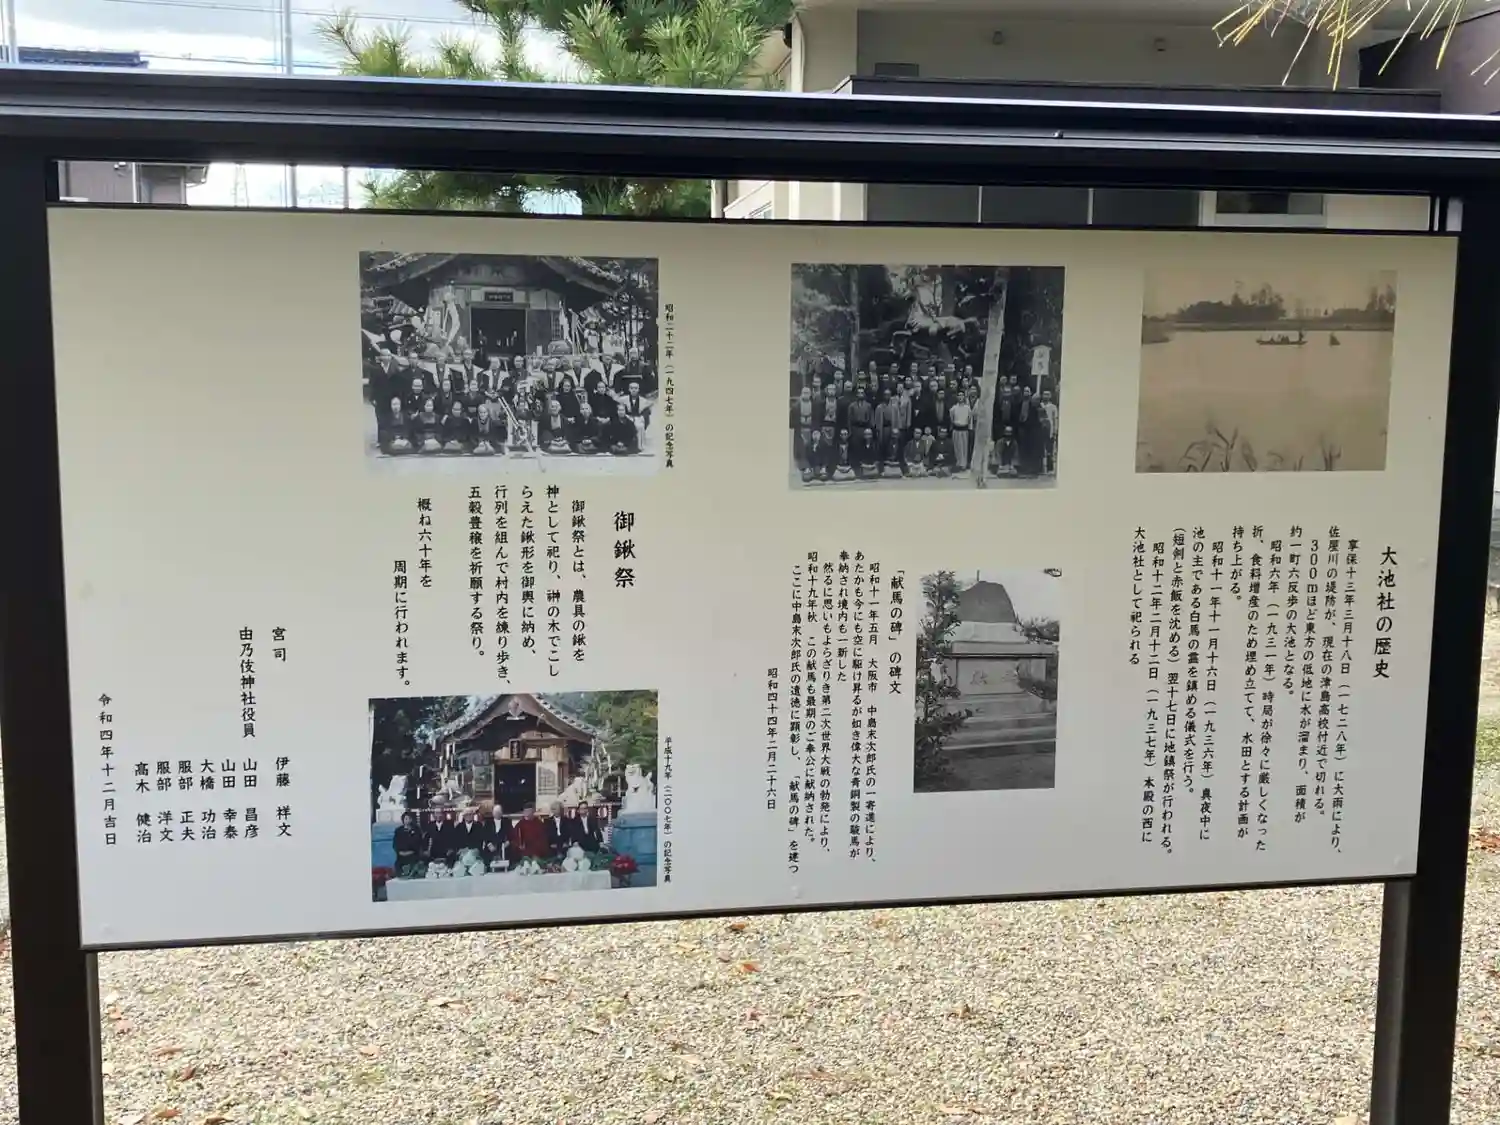 大池社の歴史
享保十三年三月十八日(一七二八年)に大雨により、
佐屋川の堤防が、現在の津島高校付近で切れる。
300mほど東方の低地に水が溜まり、面積が
約一町六反歩の大池となる。
昭和六年(一九三一年)時局が徐々に厳しくなった
折、食料増産のため埋め立てて、水田とする計画が
持ち上がる。
昭和十一年十一月十六日(一九三六年)真夜中に
池の主である白馬の霊を鎮める儀式を行う。
(短剣と赤飯を沈める)翌十七日に地鎮祭が行われる。
昭和十二年二月十二日(一九三七年)本殿の西に
大池社として祀られる
「献馬の碑」の碑文
昭和十一年五月 大阪市 中島末次郎氏の一寄進により、
あたかも今にも空に駆け昇るが如き偉大な青銅製の駿馬が
奉納され境内も一新した
然るに思いもよらざりき第二次世界大戦の勃発により、
昭和十九年秋 この献馬も最期のご奉公に献納された。
ここに中島末次郎氏の遺徳に顕彰し、「献馬の碑」を建つ
昭和四十四年二月二十六日
昭和二十二年(一九四七年)の記念写真
御鍬祭
御鍬祭とは、農具の鍬を
神として祀り、榊の木でこし
らえた鍬形を御輿に納め、
行列を組んで村内を練り歩き、
五穀豊穣を祈願する祭り。
概ね六十年を
周期に行われます。
平成十九年(二〇〇七年)の記念写真
宮司 伊藤 祥文
由乃伎神社役員 山田 昌彦
山田 幸泰
大橋 功治
服部 正夫
服部 洋文
高木 健治
令和四年十二月吉日